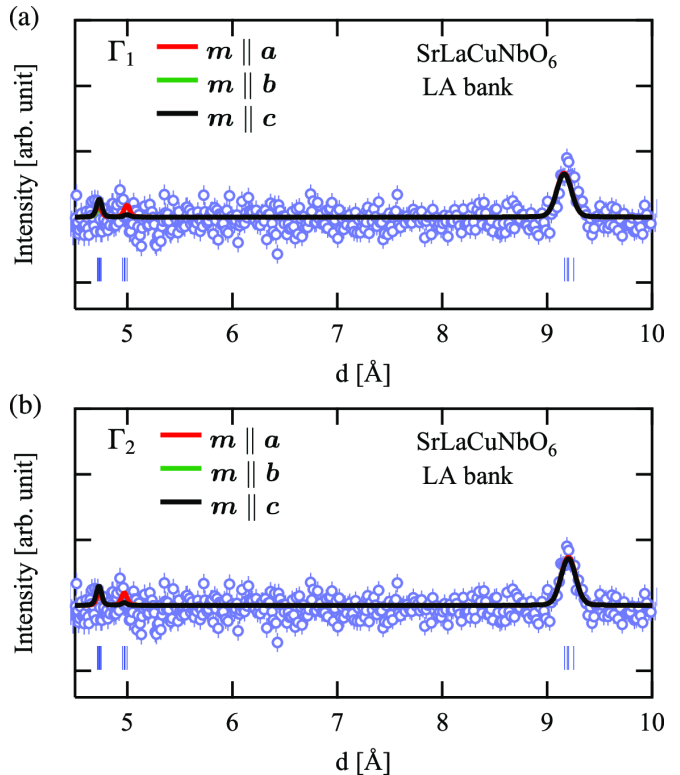 (a)
Γ1
m ∥ a
m ∥ b
m ∥ c
SrLaCuNbO6
LA bank
Intensity [arb. unit]
5 6 7 8 9 10
d [Å]
(b)
Γ2
m ∥ a
m ∥ b
m ∥ c
SrLaCuNbO6
LA bank
Intensity [arb. unit]
5 6 7 8 9 10
d [Å]